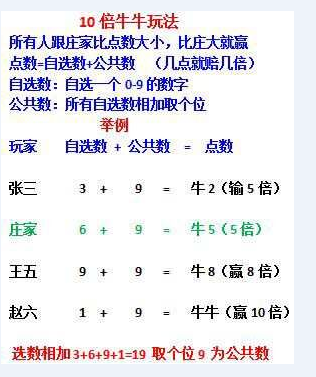 10 倍牛牛玩法
所有人跟庄家比点数大小，比庄大就赢
点数=自选数+公共数 （几点就赔几倍）
自选数：自选一个 0-9 的数字
公共数：所有自选数相加取个位
举例
玩家 自选数 + 公共数 = 点数
张三 3 + 9 = 牛 2（输 5 倍）
庄家 6 + 9 = 牛 5（5 倍）
王五 9 + 9 = 牛 8（赢 8 倍）
赵六 1 + 9 = 牛牛（赢 10 倍）
选数相加 3+6+9+1=19 取个位 9 为公共数